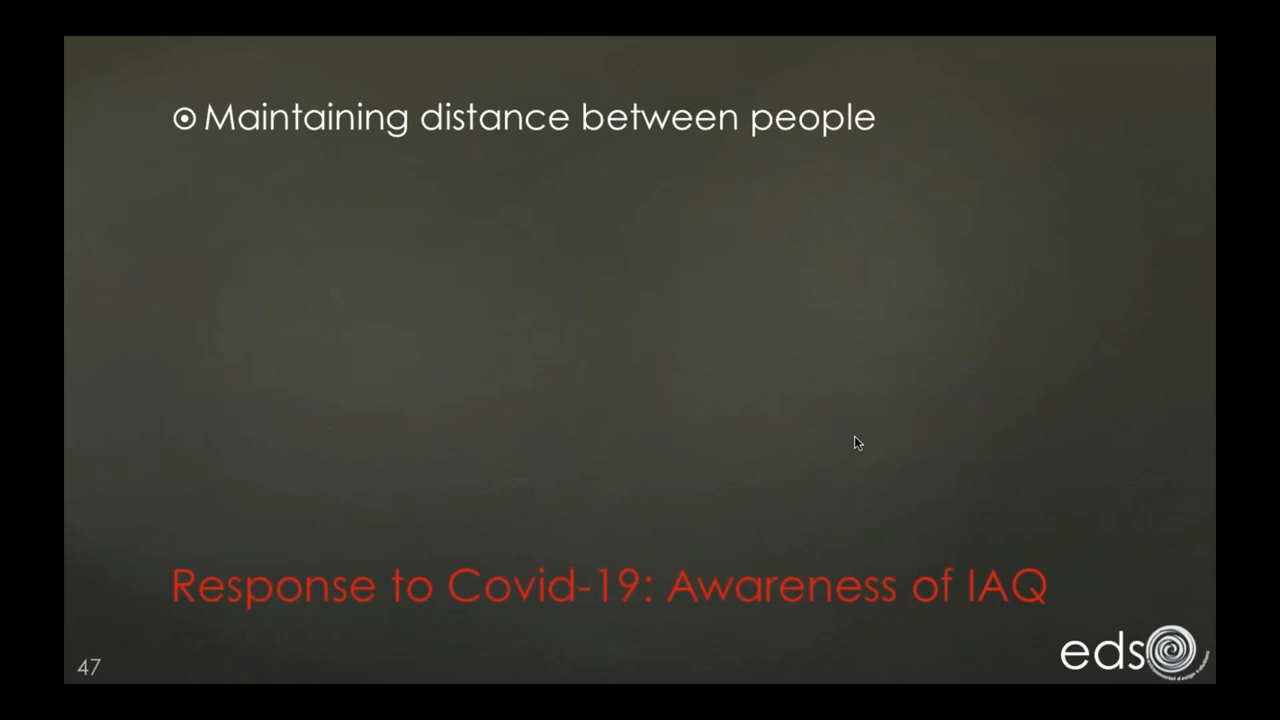 Maintaining distance between people
Response to Covid-19: Awareness of IAQ
eds
47